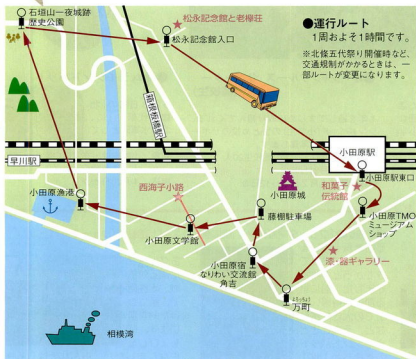 石垣山一夜城跡
歴史公園
松永記念館と老欅荘
松永記念館入口
●運行ルート
1周およそ1時間です。
※北條五代祭り開催時など、
交通規制がかかるときは、一
部ルートが変更になります。
箱根板橋駅
早川駅
小田原駅
小田原駅東口
小田原漁港
西海子小路
小田原城
和菓子
伝統館
藤棚駐車場
小田原文学館
小田原TMO
ミュージアム
ショップ
小田原宿
なりわい交流館
角吉
漆・器ギャラリー
万町
相模湾